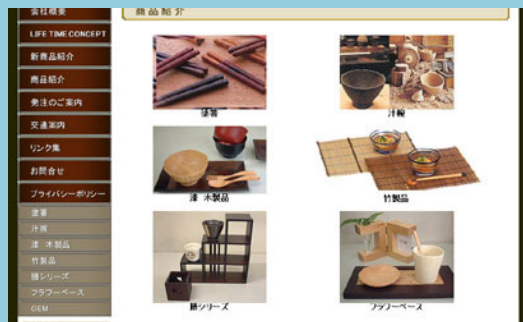 会社概要
商品紹介
LIFE TIME CONCEPT
新商品紹介
商品紹介
発注のご案内
交通案内
リンク集
お問合せ
プライバシーポリシー
塗箸
汁椀
漆 木製品
竹製品
膳シリーズ
フラワーベース
OEM
塗箸
汁椀
漆 木製品
竹製品
膳シリーズ
フラワーベース